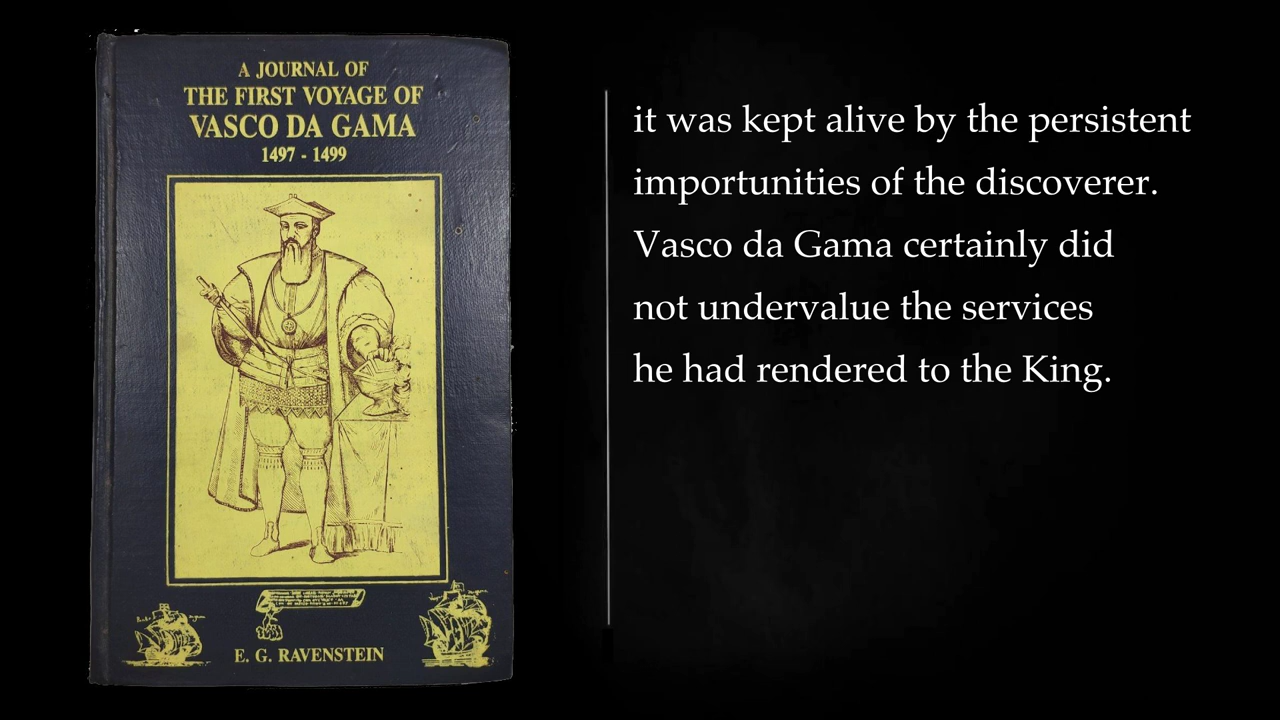 A JOURNAL OF
THE FIRST VOYAGE OF
VASCO DA GAMA
1497 - 1499
E. G. RAVENSTEIN
it was kept alive by the persistent
importunities of the discoverer.
Vasco da Gama certainly did
not undervalue the services
he had rendered to the King.